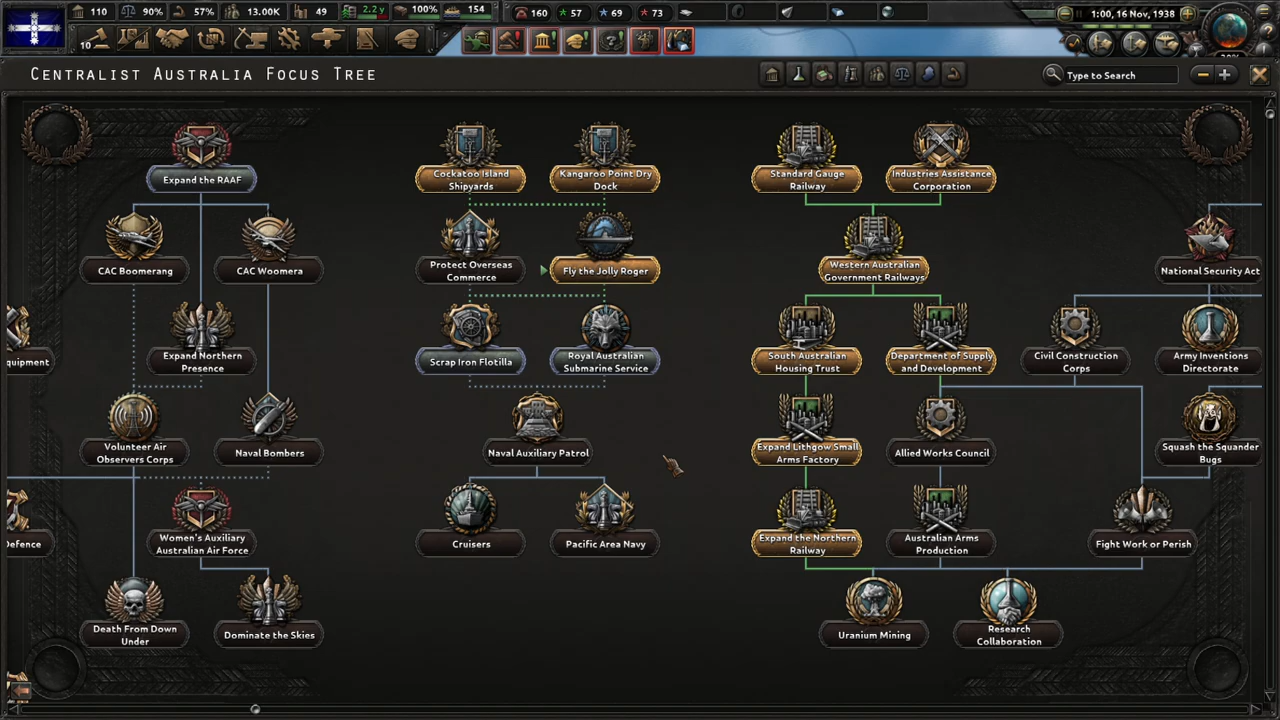 110
90%
57%
13.00K
49
2.2 y
100%
154
160
57
69
73
1:00, 16 Nov, 1938
10
Centralist Australia Focus Tree
Type to Search
Expand the RAAF
Cockatoo Island
Shipyards
Kangaroo Point Dry
Dock
Standard Gauge
Railway
Industries Assistance
Corporation
CAC Boomerang
CAC Woomera
Protect Overseas
Commerce
Fly the Jolly Roger
Western Australian
Government Railways
National Security Act
quipment
Expand Northern
Presence
Scrap Iron Flotilla
Royal Australian
Submarine Service
South Australian
Housing Trust
Department of Supply
and Development
Civil Construction
Corps
Army Inventions
Directorate
Volunteer Air
Observers Corps
Naval Bombers
Naval Auxiliary Patrol
Expand Lithgow Small
Arms Factory
Allied Works Council
Squash the Squander
Bugs
Defence
Women's Auxiliary
Australian Air Force
Cruisers
Pacific Area Navy
Expand the Northern
Railway
Australian Arms
Production
Fight Work or Perish
Death From Down
Under
Dominate the Skies
Uranium Mining
Research
Collaboration